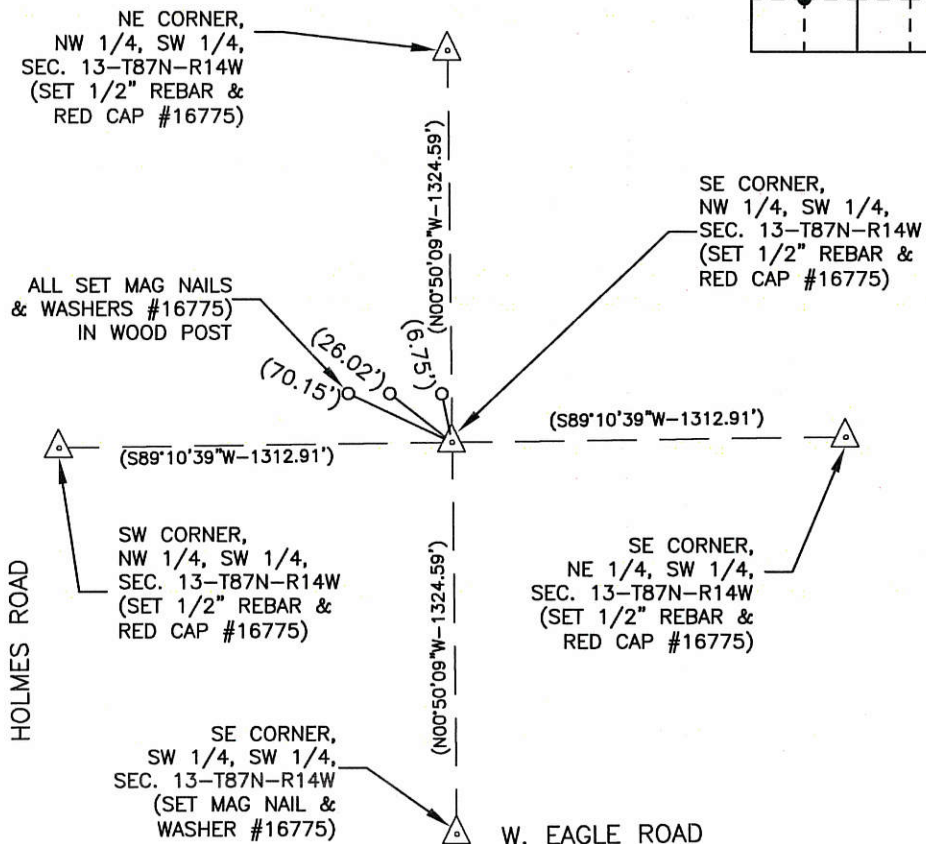 NE CORNER,
NW 1/4, SW 1/4,
SEC. 13-T87N-R14W
(SET 1/2" REBAR &
RED CAP #16775)
(N00°50'09"W-1324.59')
SE CORNER,
NW 1/4, SW 1/4,
SEC. 13-T87N-R14W
(SET 1/2" REBAR &
RED CAP #16775)
ALL SET MAG NAILS
& WASHERS #16775)
IN WOOD POST
(70.15')
(26.02')
(6.75')
(S89°10'39"W-1312.91')
(S89°10'39"W-1312.91')
SW CORNER,
NW 1/4, SW 1/4,
SEC. 13-T87N-R14W
(SET 1/2" REBAR &
RED CAP #16775)
SE CORNER,
NE 1/4, SW 1/4,
SEC. 13-T87N-R14W
(SET 1/2" REBAR &
RED CAP #16775)
HOLMES ROAD
(N00°50'09"W-1324.59')
SE CORNER,
SW 1/4, SW 1/4,
SEC. 13-T87N-R14W
(SET MAG NAIL &
WASHER #16775)
W. EAGLE ROAD